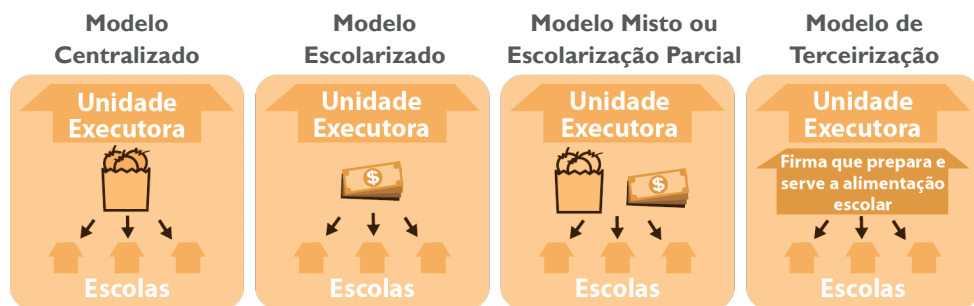 Modelo
Centralizado
Unidade
Executora
Escolas
Modelo
Escolarizado
Unidade
Executora
$
Escolas
Modelo Misto ou
Escolarização Parcial
Unidade
Executora
$
Escolas
Modelo de
Terceirização
Unidade
Executora
Firma que prepara e
serve a alimentação
escolar
Escolas